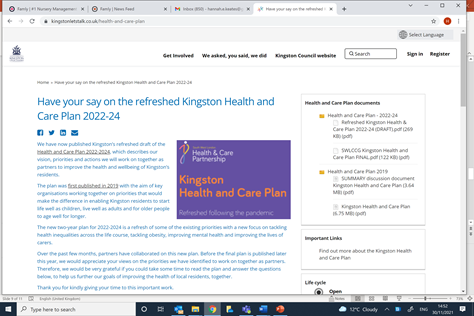 Famly | #1 Nursery Management
Famly | News Feed
Have your say on the refreshed
kingstonletstalk.co.uk/health-and-care-plan
Select Language
Get Involved
We asked, you said, we did
Kingston Council website
Search
Sign in
Register
Home » Have your say on the refreshed Kingston Health and Care Plan 2022-24
Have your say on the refreshed Kingston Health and
Care Plan 2022-24
We have now published Kingston's refreshed draft of the
Health and Care Plan 2022-2024, which describes our
vision, priorities and actions we will work on together as
partners to improve the health and wellbeing of Kingston's
residents.
The plan was first published in 2019 with the aim of key
organisations working together on priorities that would
make the difference in enabling Kingston residents to start
life well as children, live well as adults and for older people
to age well for longer.
Health & Care
Partnership
Kingston
Health and Care Plan
Refreshed following the pandemic
The new two-year plan for 2022-2024 is a refresh of some of the existing priorities with a new focus on tackling
health inequalities across the life course, tackling obesity, improving mental health and improving the lives of
carers.
Over the past few months, partners have collaborated on this new plan. Before the final plan is published later
this year, we would appreciate your views on the priorities we have identified to work on together as partners.
Therefore, we would be very grateful if you could take some time to read the plan and answer the questions
below, to help us further our goals of improving the health of local residents, together.
Thank you for kindly giving your time to this important work.
Health and Care Plan documents
Health and Care Plan - 2022-24
Refreshed Kingston Health &
Care Plan 2022-24 (DRAFT).pdf (269
KB) (pdf)
SWLCCG Kingston Health and
Care Plan FINAL.pdf (122 KB) (pdf)
Health and Care Plan 2019
SUMMARY discussion document
Kingston Health and Care Plan (3.64
MB) (pdf)
Kingston Health and Care Plan
(6.75 MB) (pdf)
Important Links
Find out more about the Kingston
Health and Care Plan
Life cycle
Open
English (United Kingdom)
Notes
72%
Type here to search
12°C Cloudy
ENG
14:52
30/11/2021